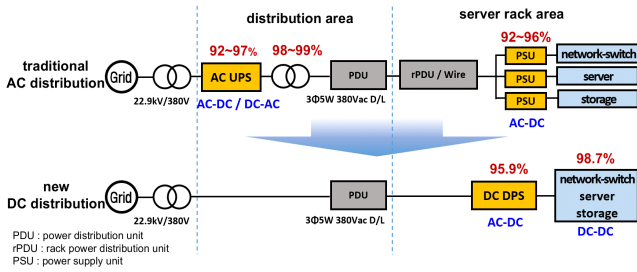 distribution area
server rack area
traditional
AC distribution
Grid
22.9kV/380V
92~97%
AC UPS
AC-DC / DC-AC
98~99%
PDU
3Φ5W 380Vac D/L
rPDU / Wire
92~96%
PSU
PSU
PSU
AC-DC
network-switch
server
storage
new
DC distribution
Grid
22.9kV/380V
PDU
3Φ5W 380Vac D/L
95.9%
DC DPS
AC-DC
98.7%
network-switch
server
storage
DC-DC
PDU : power distribution unit
rPDU : rack power distribution unit
PSU : power supply unit